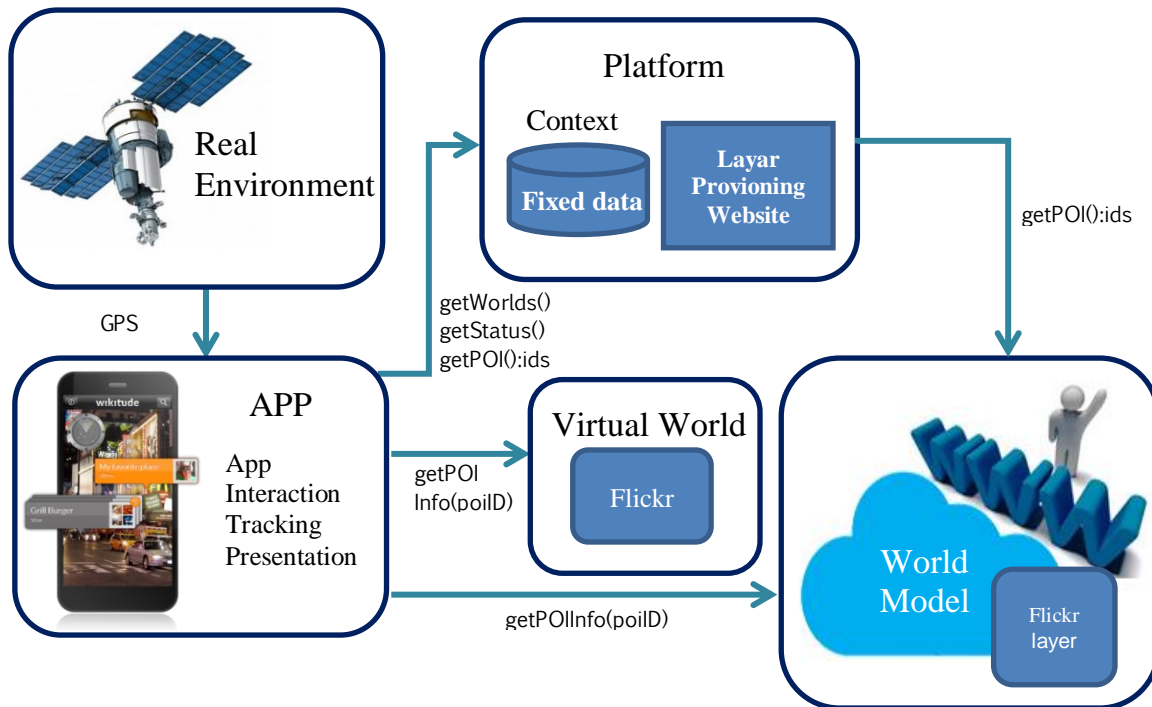 Real
Environment
Platform
Context
Fixed data
Layar
Provioning
Website
getPOI():ids
GPS
getWorlds()
getStatus()
getPOI():ids
wikitude
My favorite place
Grill Burger
APP
App
Interaction
Tracking
Presentation
getPOI
Info(poiID)
Virtual World
Flickr
getPOIInfo(poiID)
WWW
World
Model
Flickr
layer